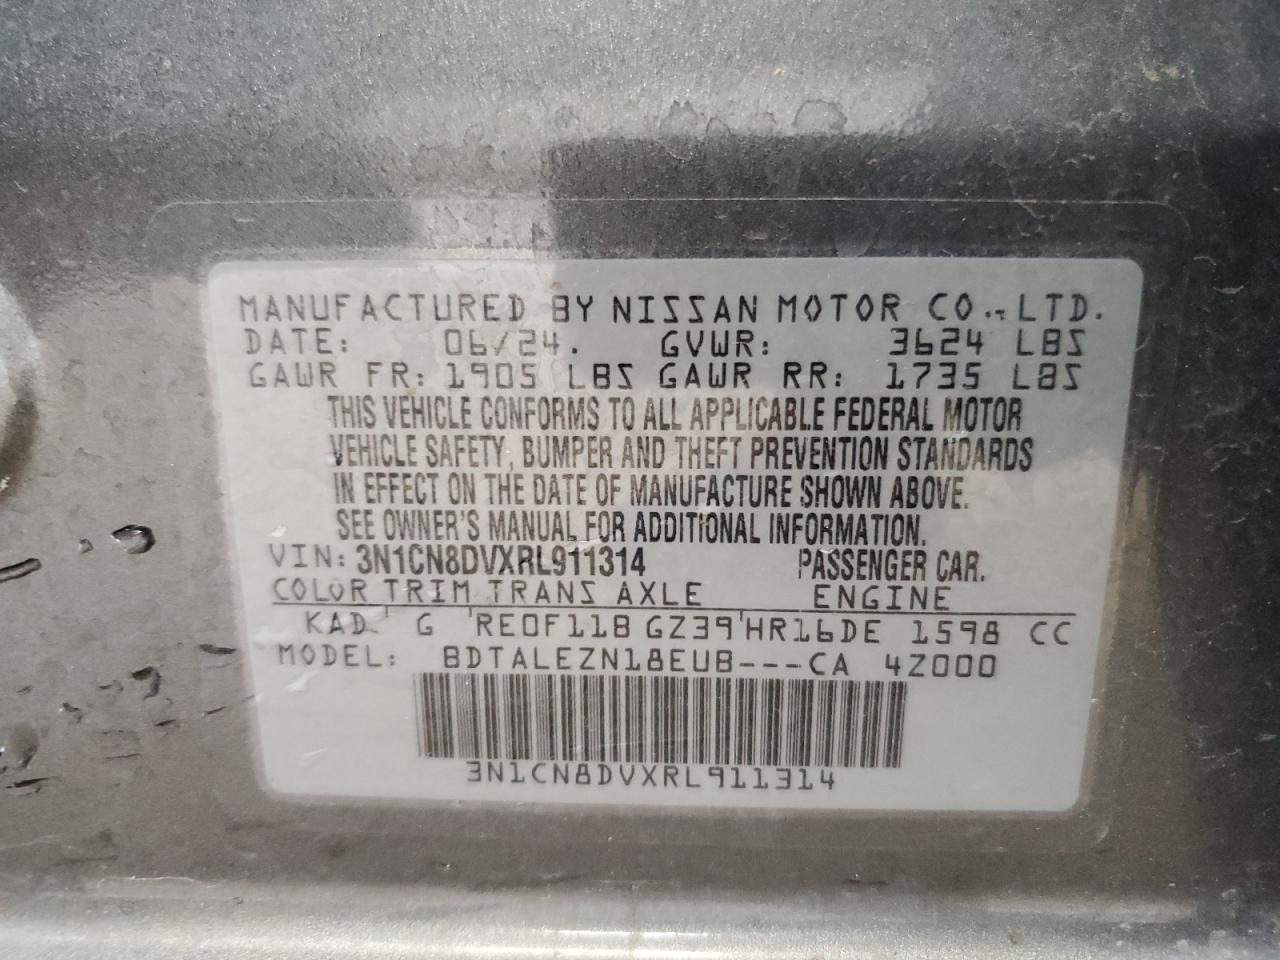 MANUFACTURED BY NISSAN MOTOR CO., LTD.
DATE: 06/24. GVWR: 3624 LBS
GAWR FR: 1905 LBS GAWR RR: 1735 LBS
THIS VEHICLE CONFORMS TO ALL APPLICABLE FEDERAL MOTOR
VEHICLE SAFETY, BUMPER AND THEFT PREVENTION STANDARDS
IN EFFECT ON THE DATE OF MANUFACTURE SHOWN ABOVE.
SEE OWNER'S MANUAL FOR ADDITIONAL INFORMATION.
VIN: 3N1CN8DVXRL911314 PASSENGER CAR.
COLOR TRIM TRANS AXLE ENGINE
KAD G RE0F11B GZ39 HR16DE 1598 CC
MODEL: BDTALEZN18EUB---CA 4Z000
3N1CN8DVXRL911314